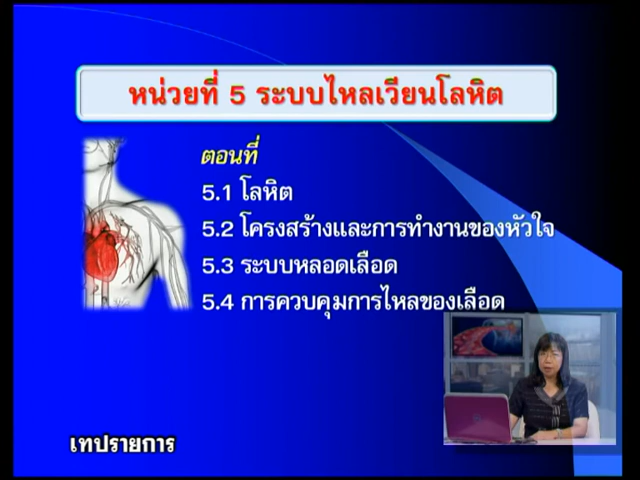 หน่วยที่ 5 ระบบไหลเวียนโลหิต
ตอนที่
5.1 โลหิต
5.2 โครงสร้างและการทำงานของหัวใจ
5.3 ระบบหลอดเลือด
5.4 การควบคุมการไหลของเลือด
เทปรายการ